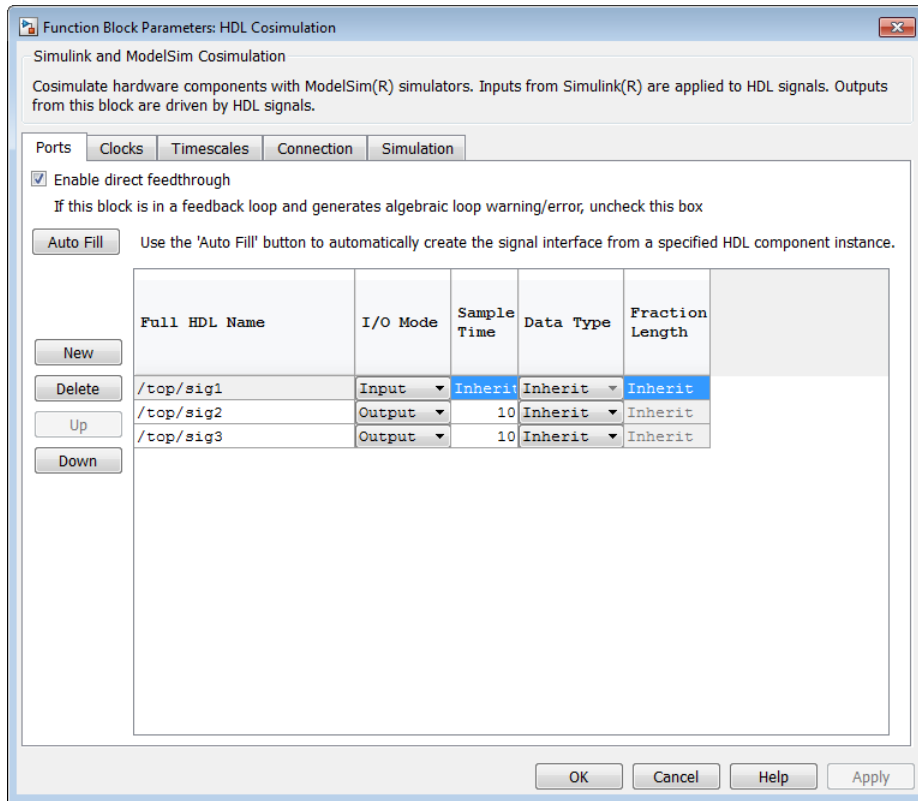 Function Block Parameters: HDL Cosimulation
Simulink and ModelSim Cosimulation
Cosimulate hardware components with ModelSim(R) simulators. Inputs from Simulink(R) are applied to HDL signals. Outputs
from this block are driven by HDL signals.
Ports Clocks Timescales Connection Simulation
Enable direct feedthrough
If this block is in a feedback loop and generates algebraic loop warning/error, uncheck this box
Auto Fill Use the 'Auto Fill' button to automatically create the signal interface from a specified HDL component instance.
Full HDL Name I/O Mode Sample Time Data Type Fraction Length
New
Delete /top/sig1 Input Inherit Inherit Inherit
/top/sig2 Output 10 Inherit Inherit
Up
/top/sig3 Output 10 Inherit Inherit
Down
OK Cancel Help Apply